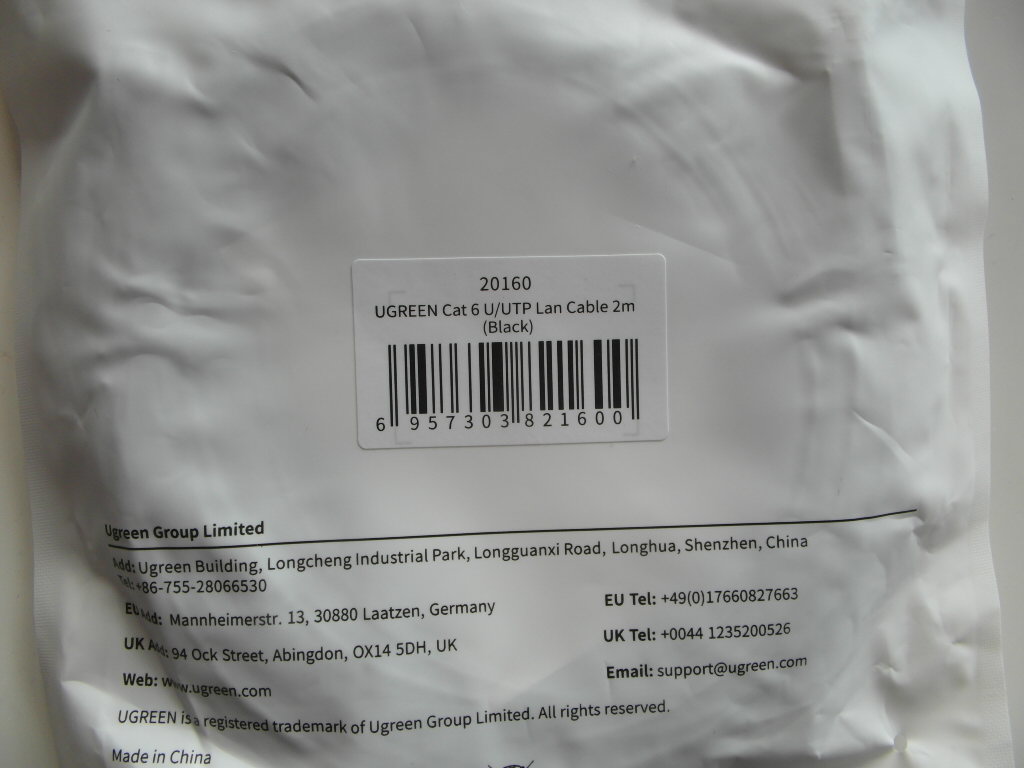 20160
UGREEN Cat 6 U/UTP Lan Cable 2m
(Black)
6 957303 821600
Ugreen Group Limited
Add: Ugreen Building, Longcheng Industrial Park, Longguanxi Road, Longhua, Shenzhen, China
Tel: +86-755-28066530
EU Add: Mannheimerstr. 13, 30880 Laatzen, Germany
EU Tel: +49(0)17660827663
UK Add: 94 Ock Street, Abingdon, OX14 5DH, UK
UK Tel: +0044 1235200526
Web: www.ugreen.com
Email: support@ugreen.com
UGREEN is a registered trademark of Ugreen Group Limited. All rights reserved.
Made in China